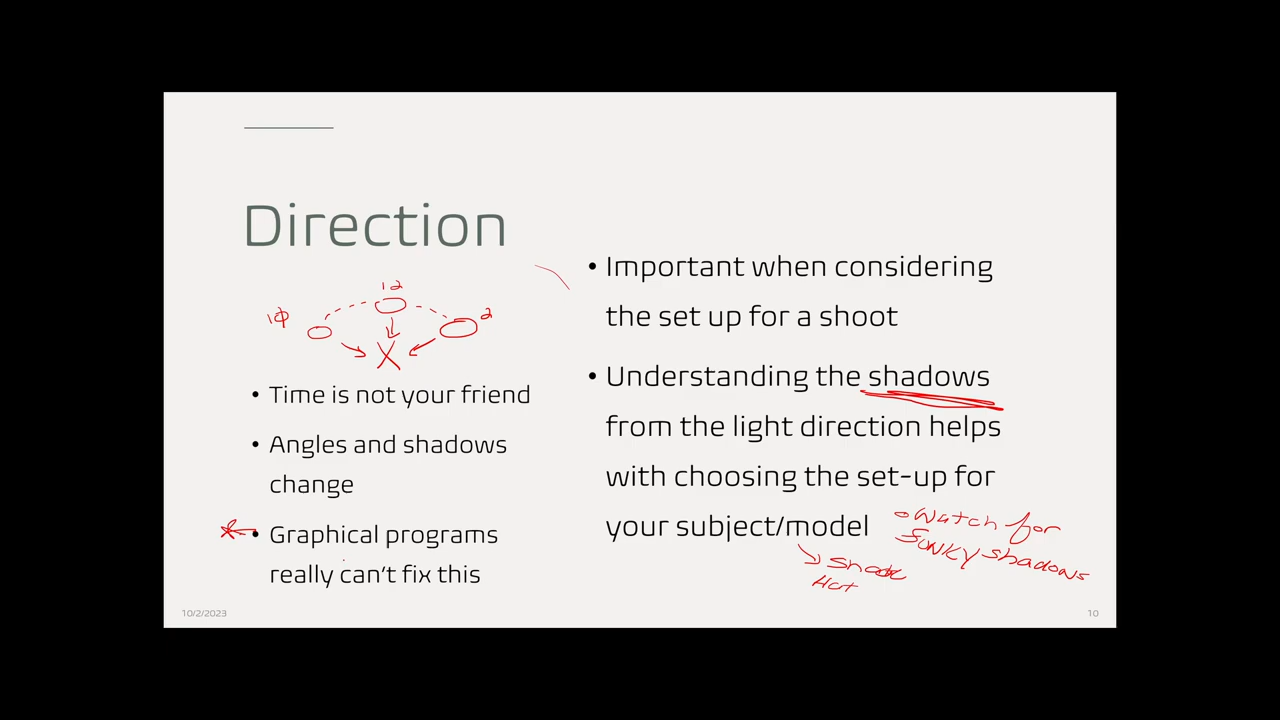 Direction
12
10
2
• Time is not your friend
• Angles and shadows
change
• Graphical programs
really can't fix this
• Important when considering
the set up for a shoot
• Understanding the shadows
from the light direction helps
with choosing the set-up for
your subject/model
Watch for
funky shadows
Shade
Hat
10/2/2023
10